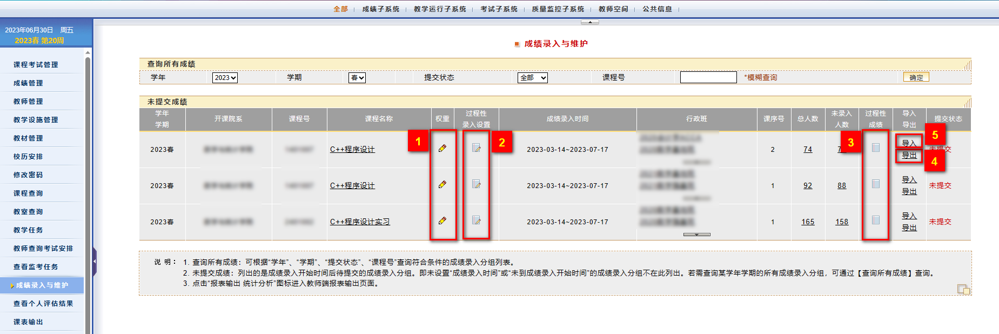 全部 成绩子系统 教学运行子系统 考试子系统 质量监控子系统 教师空间 公共信息
2023年06月30日 周五
2023春 第20周
课程考试管理
成绩管理
教师管理
教学设施管理
教材管理
校历安排
修改密码
课程查询
教室查询
教学任务
教师查询考试安排
查看监考任务
成绩录入与维护
查看个人评估结果
课表输出
成绩录入与维护
查询所有成绩
学年 2023 学期 春 提交状态 全部 课程号 *模糊查询 确定
未提交成绩
学年 学期 开课院系 课程号 课程名称 权重 过程性 录入设置 成绩录入时间 行政班 课序号 总人数 未录入 人数 过程性 成绩 导入 导出 提交状态
1 2 3 5 4
2023春 C++程序设计 2023-03-14~2023-07-17 2 74 导入 导出 未提交
2023春 C++程序设计 2023-03-14~2023-07-17 1 92 88 导入 导出 未提交
2023春 C++程序设计实习 2023-03-14~2023-07-17 1 165 158 导入 导出 未提交
说 明： 1. 查询所有成绩：可根据“学年”、“学期”、“提交状态”、“课程号”查询符合条件的成绩录入分组列表。
2. 未提交成绩：列出的是成绩录入开始时间后待提交的成绩录入分组。即未设置“成绩录入时间”或“未到成绩录入开始时间”的成绩录入分组不在此列出。若需查询某学年学期的所有成绩录入分组，可通过【查询所有成绩】查询。
3. 点击“报表输出 统计分析”图标进入教师端报表输出页面。